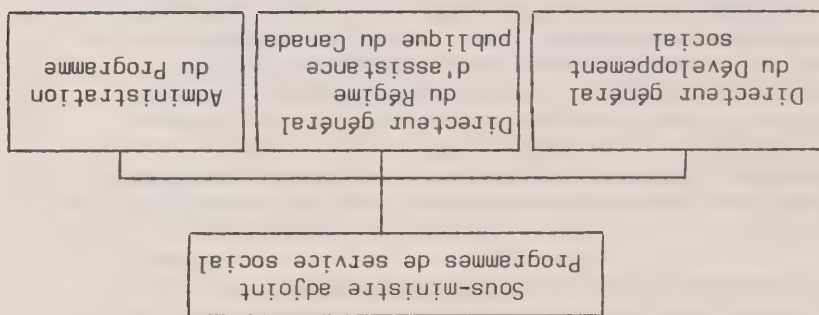 Sous-ministre adjoint
Programmes de service social
Directeur général
du Développement
social
Directeur général
du Régime
d'assistance
publique du Canada
Administration
du Programme